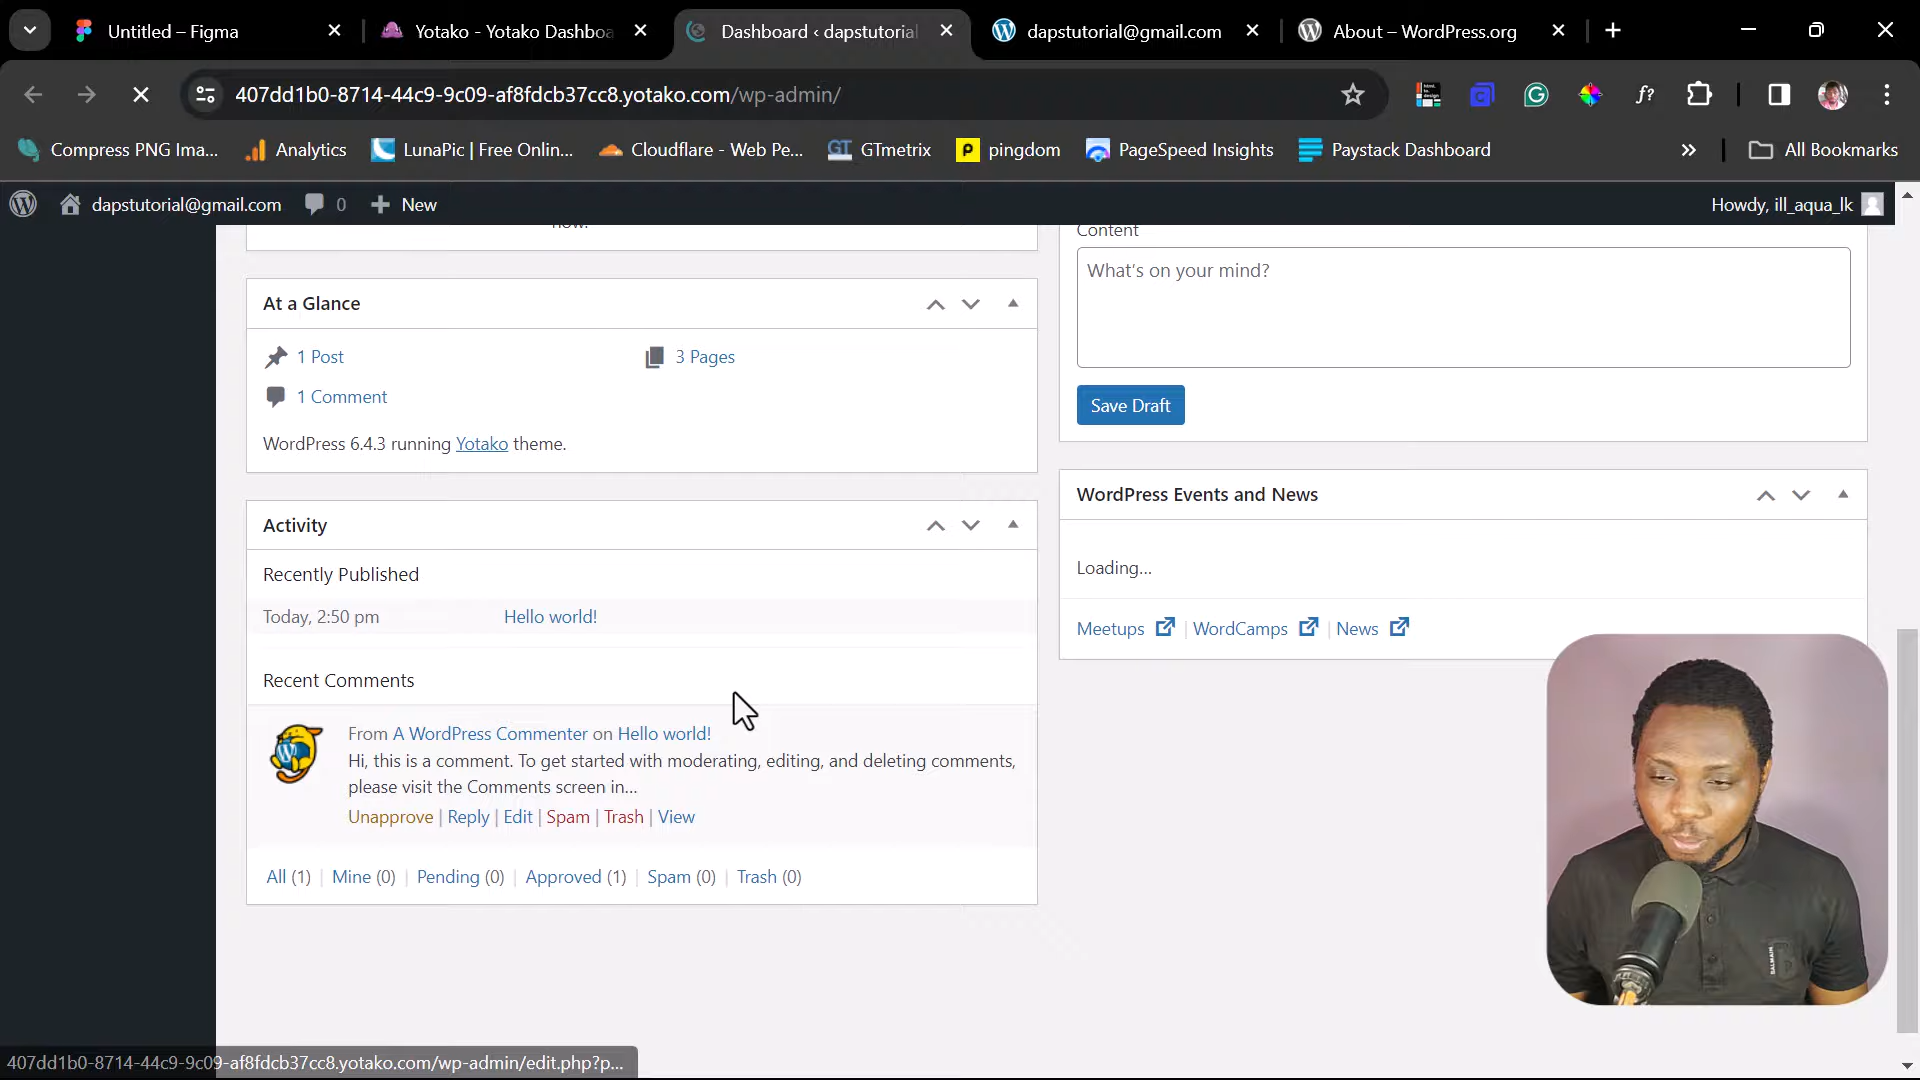 Untitled – Figma
Yotako - Yotako Dashboa
Dashboard ‹ dapstutorial
dapstutorial@gmail.com
About – WordPress.org
407dd1b0-8714-44c9-9c09-af8fdcb37cc8.yotako.com/wp-admin/
f?
Compress PNG Ima...
Analytics
LunaPic | Free Onlin...
Cloudflare - Web Pe...
GTmetrix
pingdom
PageSpeed Insights
Paystack Dashboard
All Bookmarks
dapstutorial@gmail.com
0
New
Howdy, ill_aqua_lk
now.
Content
What's on your mind?
Save Draft
At a Glance
1 Post
3 Pages
1 Comment
WordPress 6.4.3 running Yotako theme.
Activity
Recently Published
Today, 2:50 pm
Hello world!
Recent Comments
From A WordPress Commenter on Hello world!
Hi, this is a comment. To get started with moderating, editing, and deleting comments,
please visit the Comments screen in...
Unapprove | Reply | Edit | Spam | Trash | View
All (1) | Mine (0) | Pending (0) | Approved (1) | Spam (0) | Trash (0)
WordPress Events and News
Loading...
Meetups | WordCamps | News
BALMAIN
407dd1b0-8714-44c9-9c09-af8fdcb37cc8.yotako.com/wp-admin/edit.php?p...